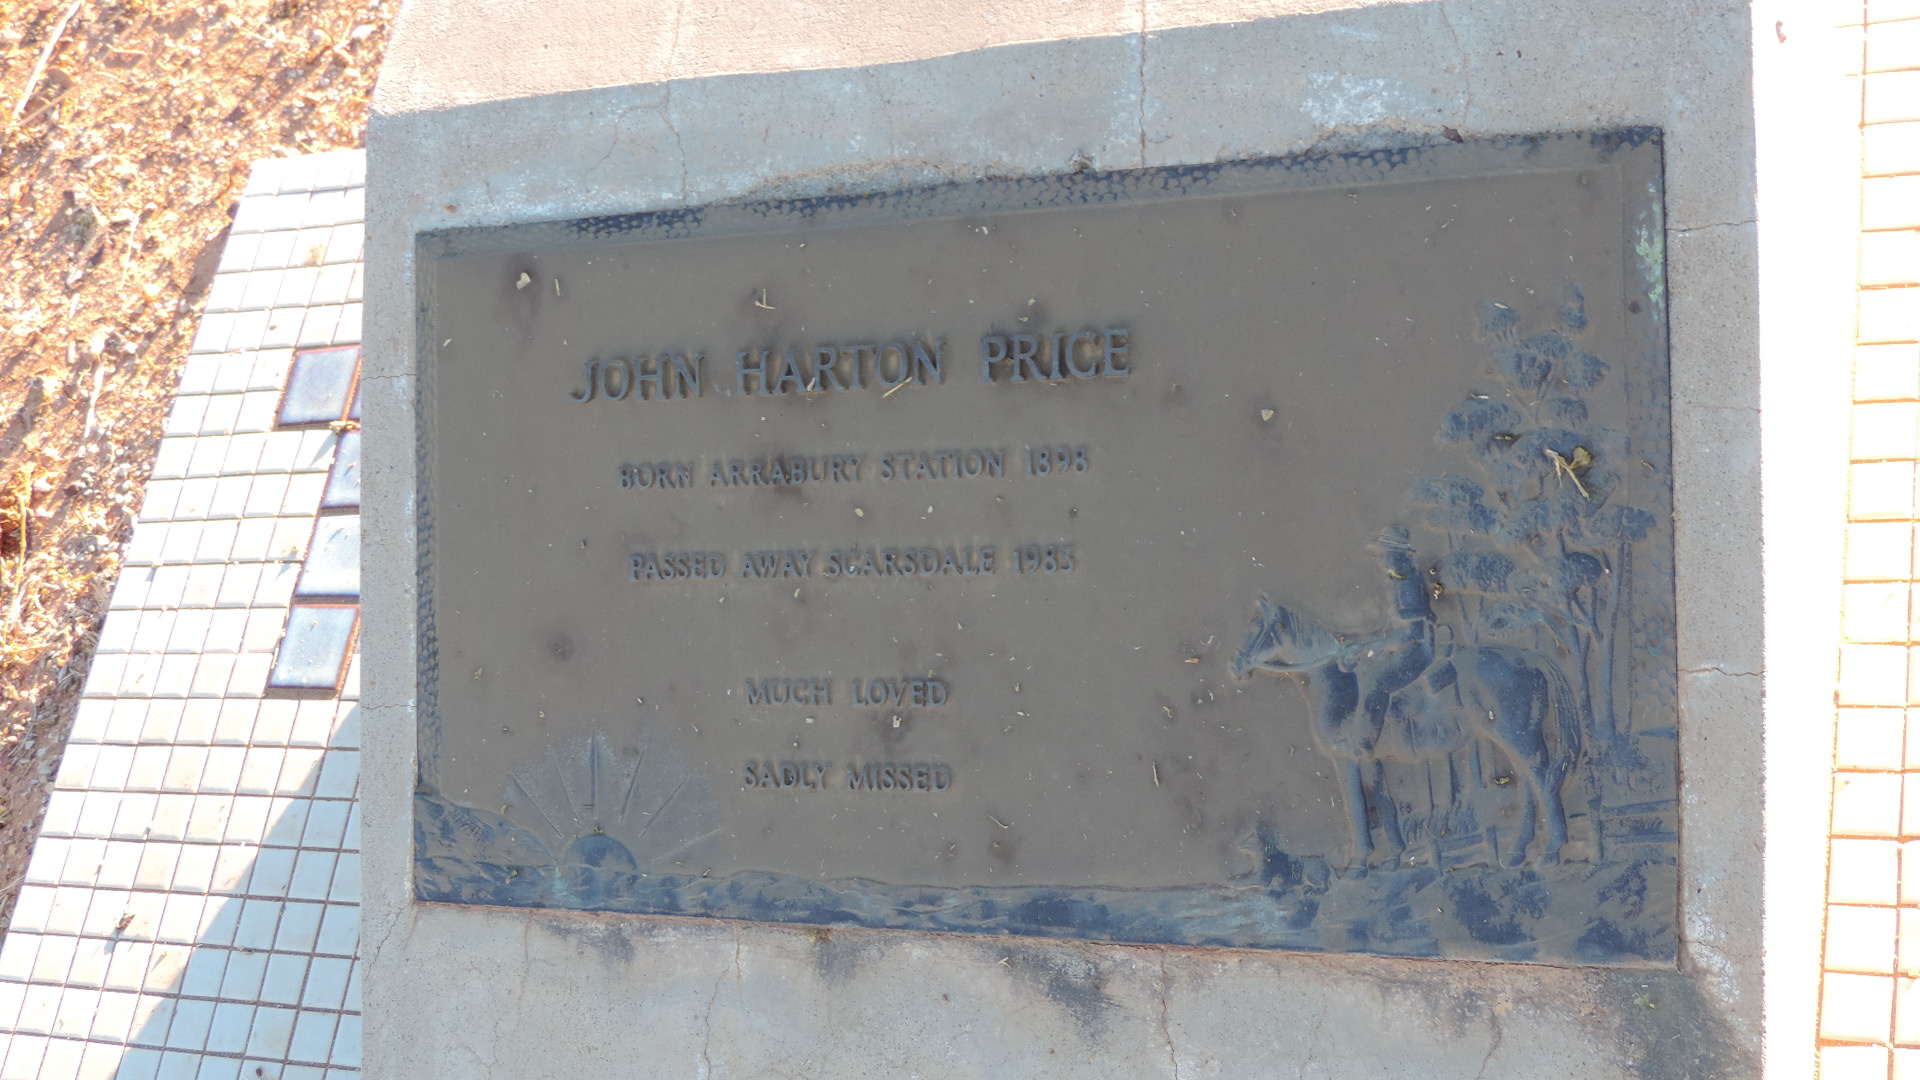 JOHN HARTON PRICE
BORN ARRABURY STATION 1898
PASSED AWAY SCARSDALE 1983
MUCH LOVED
SADLY MISSED